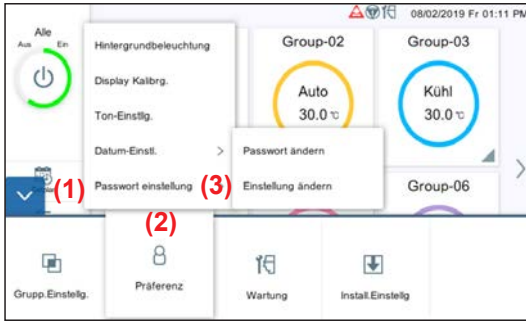 08/02/2019 Fr 01:11 PM
Alle
Aus Ein
Hintergrundbeleuchtung
Display Kalibrg.
Ton-Einstlg.
Datum-Einstl. >
Passwort einstellung
Passwort ändern
Einstellung ändern
Group-02
Auto
30.0 ℃
Group-03
Kühl
30.0 ℃
Group-06
(1)
(2)
(3)
Grupp.Einstellg.
Präferenz
Wartung
Install.Einstellg